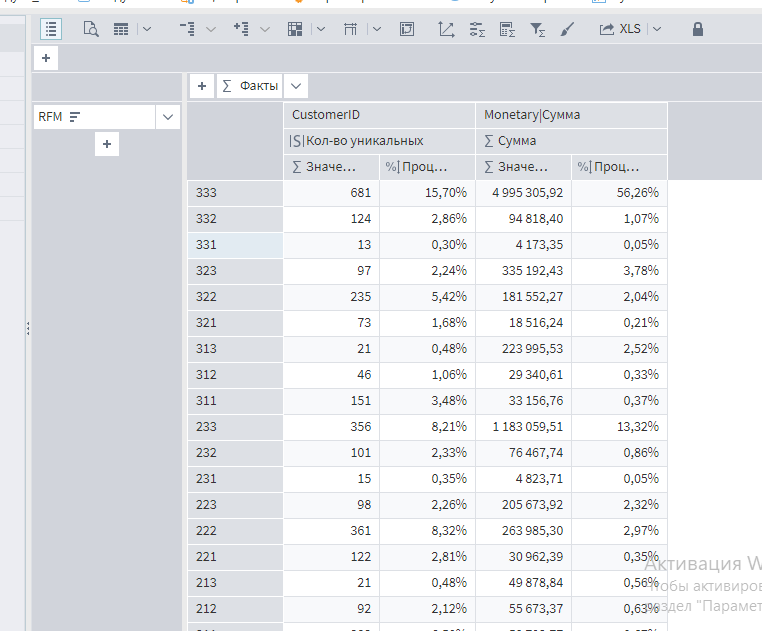 XLS
+
+ Σ Факты
RFM
+
CustomerID Monetary|Сумма
|S| Кол-во уникальных Σ Сумма
Σ Значе... % Проц... Σ Значе... % Проц...
333 681 15,70% 4 995 305,92 56,26%
332 124 2,86% 94 818,40 1,07%
331 13 0,30% 4 173,35 0,05%
323 97 2,24% 335 192,43 3,78%
322 235 5,42% 181 552,27 2,04%
321 73 1,68% 18 516,24 0,21%
313 21 0,48% 223 995,53 2,52%
312 46 1,06% 29 340,61 0,33%
311 151 3,48% 33 156,76 0,37%
233 356 8,21% 1 183 059,51 13,32%
232 101 2,33% 76 467,74 0,86%
231 15 0,35% 4 823,71 0,05%
223 98 2,26% 205 673,92 2,32%
222 361 8,32% 263 985,30 2,97%
221 122 2,81% 30 962,39 0,35%
213 21 0,48% 49 878,84 0,56%
212 92 2,12% 55 673,37 0,63%
Активация W
Чтобы активиров
раздел "Парамет